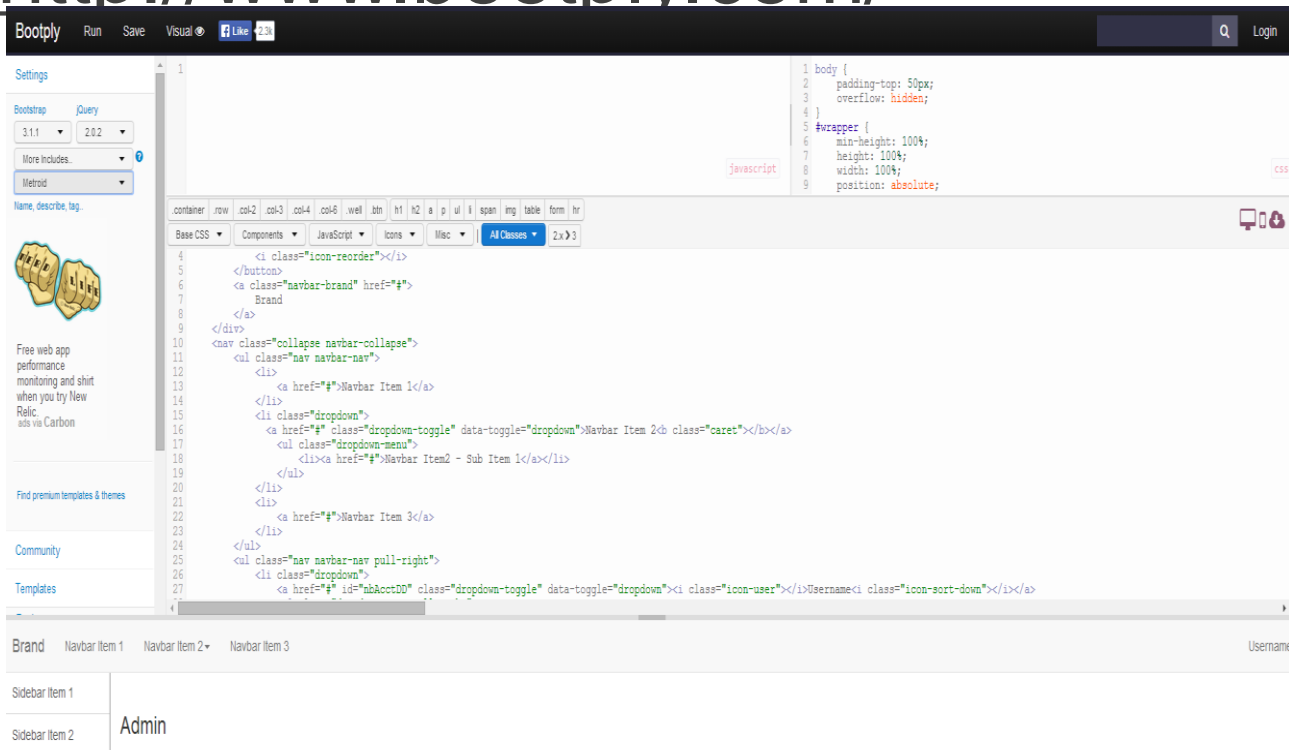 http://www.bootply.com/
Bootply Run Save Visual Like 2.3k Login
Settings
Bootstrap jQuery
3.1.1 2.0.2
More Includes..
Metroid
Name, describe, tag..
FREE LIFE
Free web app
performance
monitoring and shirt
when you try New
Relic.
ads via Carbon
Find premium templates & themes
Community
Templates
1
javascript
1 body {
2 padding-top: 50px;
3 overflow: hidden;
4 }
5 #wrapper {
6 min-height: 100%;
7 height: 100%;
8 width: 100%;
9 position: absolute;
css
.container .row .col-2 .col-3 .col-4 .col-6 .well .btn h1 h2 a p ul li span img table form hr
Base CSS Components JavaScript Icons Misc | All Classes 2.x❯3
4 <i class="icon-reorder"></i>
5 </button>
6 <a class="navbar-brand" href="#">
7 Brand
8 </a>
9 </div>
10 <nav class="collapse navbar-collapse">
11 <ul class="nav navbar-nav">
12 <li>
13 <a href="#">Navbar Item 1</a>
14 </li>
15 <li class="dropdown">
16 <a href="#" class="dropdown-toggle" data-toggle="dropdown">Navbar Item 2<b class="caret"></b></a>
17 <ul class="dropdown-menu">
18 <li><a href="#">Navbar Item2 - Sub Item 1</a></li>
19 </ul>
20 </li>
21 <li>
22 <a href="#">Navbar Item 3</a>
23 </li>
24 </ul>
25 <ul class="nav navbar-nav pull-right">
26 <li class="dropdown">
27 <a href="#" id="nbAcctDD" class="dropdown-toggle" data-toggle="dropdown"><i class="icon-user"></i>Username<i class="icon-sort-down"></i></a>
Brand Navbar Item 1 Navbar Item 2 Navbar Item 3 Username
Sidebar Item 1
Sidebar Item 2
Admin